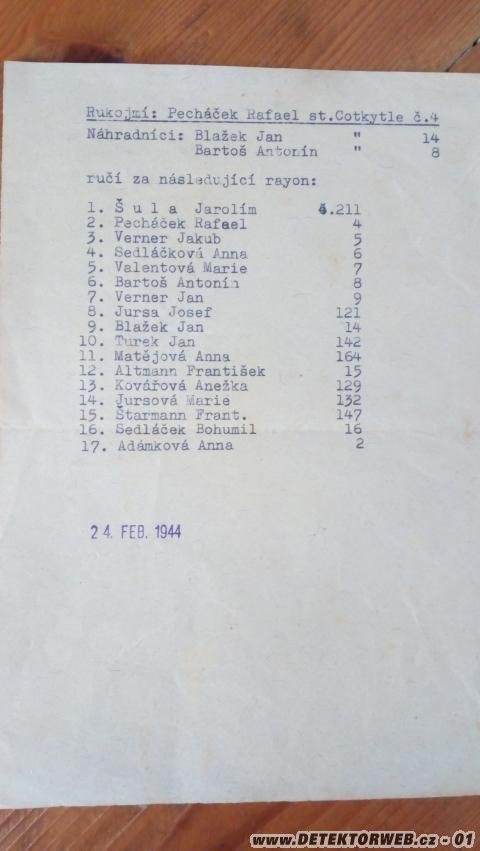 Rukojmí: Pecháček Rafael st.Cotkytle č.4
Náhradníci: Blažek Jan " 14
Bartoš Antonín " 8
ručí za následující rayon:
1. Š u l a Jarolím č.211
2. Pecháček Rafael 4
3. Verner Jakub 5
4. Sedláčková Anna 6
5. Valentová Marie 7
6. Bartoš Antonín 8
7. Verner Jan 9
8. Jursa Josef 121
9. Blažek Jan 14
10. Turek Jan 142
11. Matějová Anna 164
12. Altmann František 15
13. Kovářová Anežka 129
14. Jursová Marie 132
15. Štarmann Frant. 147
16. Sedláček Bohumil 16
17. Adámková Anna 2
24. FEB. 1944
www.DETEKTORWEB.cz - 01